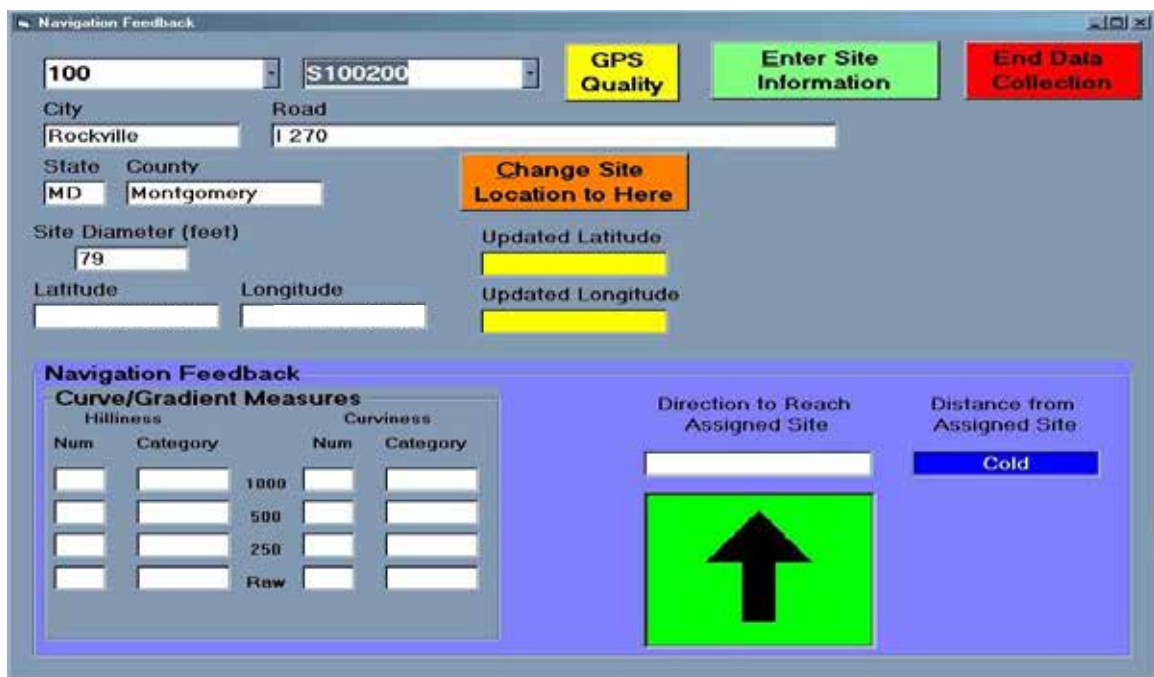 Navigation Feedback
100
S100200
GPS
Quality
Enter Site
Information
End Data
Collection
City
Road
Rockville
I 270
State
County
MD
Montgomery
Change Site
Location to Here
Site Diameter (feet)
79
Updated Latitude
Latitude
Longitude
Updated Longitude
Navigation Feedback
Curve/Gradient Measures
Hilliness
Curviness
Num
Category
Num
Category
1000
500
250
Raw
Direction to Reach
Assigned Site
Distance from
Assigned Site
Cold